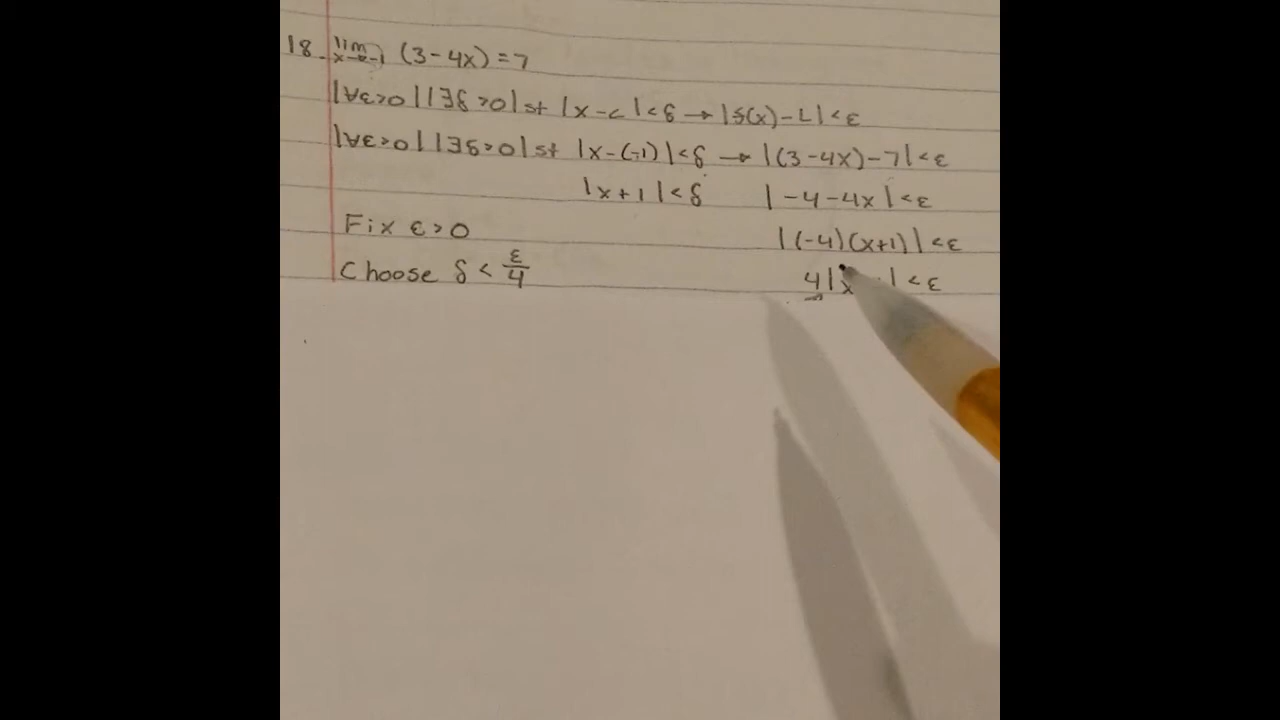 18. lim x→-1 (3-4x)=7
|∀ε>0||∃δ>0|st |x-c|<δ → |f(x)-L|<ε
|∀ε>0||∃δ>0|st |x-(-1)|<δ → |(3-4x)-7|<ε
|x+1|<δ |-4-4x|<ε
Fix ε>0 |(-4)(x+1)|<ε
Choose δ < ε/4 4|x |<ε